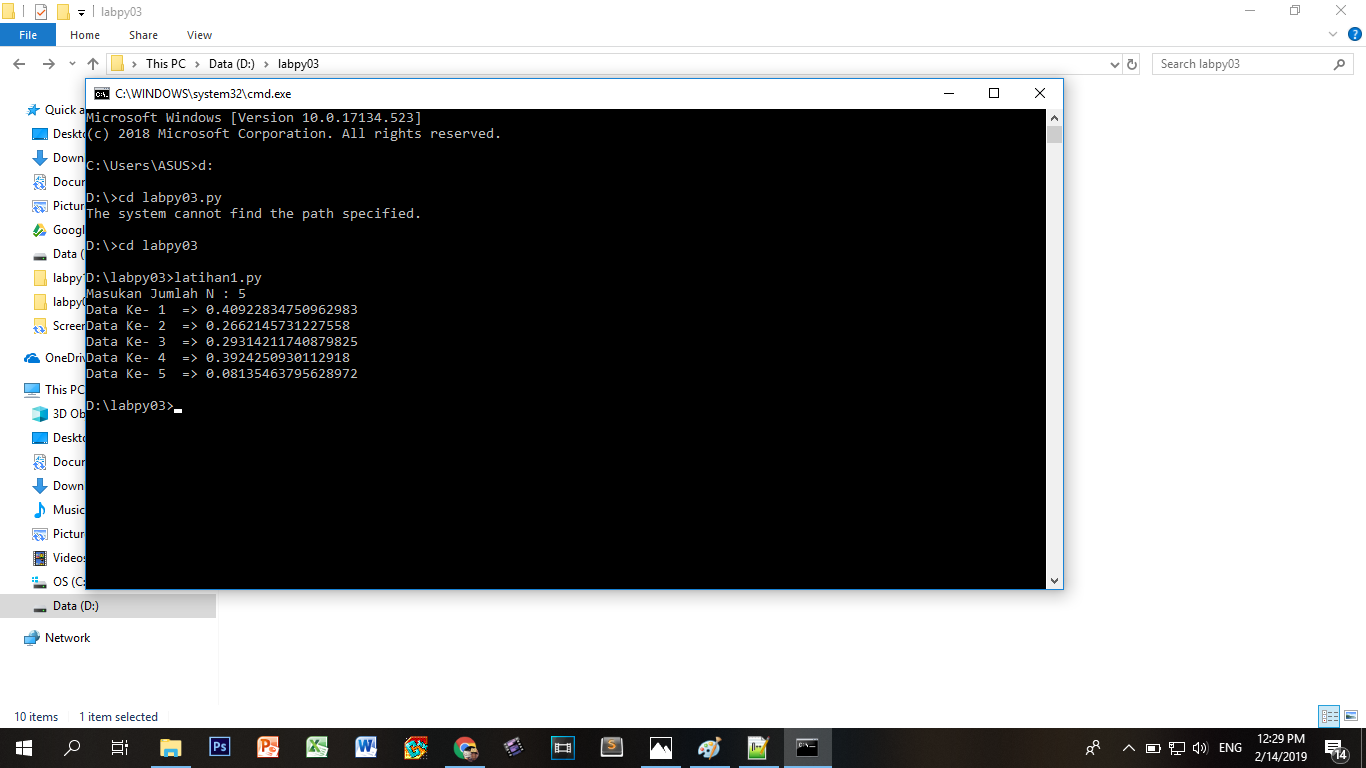 labpy03
File Home Share View
This PC Data (D:) labpy03
Search labpy03
C:\WINDOWS\system32\cmd.exe
Microsoft Windows [Version 10.0.17134.523]
(c) 2018 Microsoft Corporation. All rights reserved.
C:\Users\ASUS>d:
D:\>cd labpy03.py
The system cannot find the path specified.
D:\>cd labpy03
D:\labpy03>latihan1.py
Masukan Jumlah N : 5
Data Ke- 1  => 0.40922834750962983
Data Ke- 2  => 0.2662145731227558
Data Ke- 3  => 0.29314211740879825
Data Ke- 4  => 0.3924250930112918
Data Ke- 5  => 0.08135463795628972
D:\labpy03>
Quick a
Deskto
Down
Docum
Pictur
Googl
Data (
labpy
labpy
Screen
OneDriv
This PC
3D Ob
Deskto
Docum
Down
Music
Pictur
Videos
OS (C:
Data (D:)
Network
10 items 1 item selected
ENG
12:29 PM
2/14/2019
14